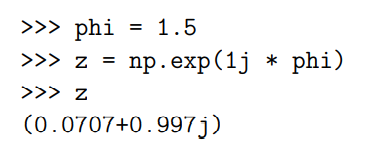 >>> phi = 1.5
>>> z = np.exp(1j * phi)
>>> z
(0.0707+0.997j)